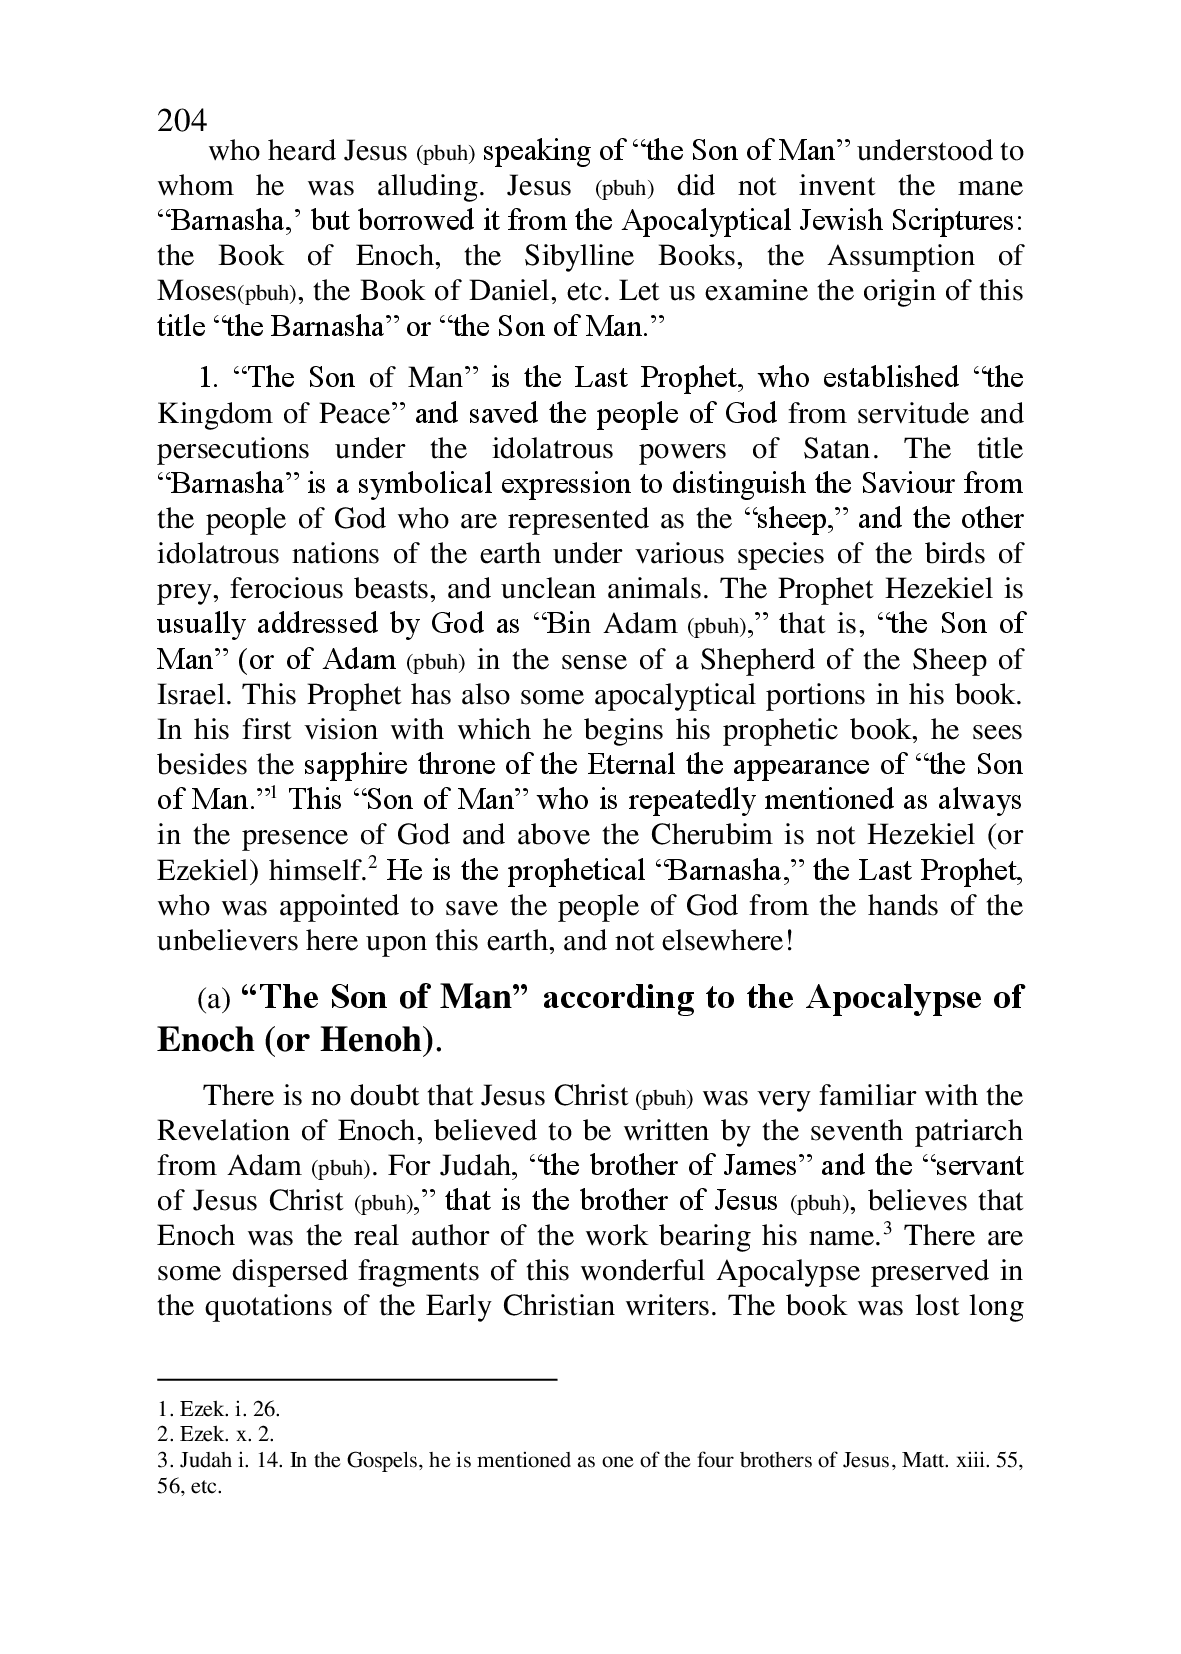 204
who heard Jesus (pbuh) speaking of “the Son of Man” understood to
whom he was alluding. Jesus (pbuh) did not invent the mane
“Barnasha,’ but borrowed it from the Apocalyptical Jewish Scriptures:
the Book of Enoch, the Sibylline Books, the Assumption of
Moses(pbuh), the Book of Daniel, etc. Let us examine the origin of this
title “the Barnasha” or “the Son of Man.”
1. “The Son of Man” is the Last Prophet, who established “the
Kingdom of Peace” and saved the people of God from servitude and
persecutions under the idolatrous powers of Satan. The title
“Barnasha” is a symbolical expression to distinguish the Saviour from
the people of God who are represented as the “sheep,” and the other
idolatrous nations of the earth under various species of the birds of
prey, ferocious beasts, and unclean animals. The Prophet Hezekiel is
usually addressed by God as “Bin Adam (pbuh),” that is, “the Son of
Man” (or of Adam (pbuh) in the sense of a Shepherd of the Sheep of
Israel. This Prophet has also some apocalyptical portions in his book.
In his first vision with which he begins his prophetic book, he sees
besides the sapphire throne of the Eternal the appearance of “the Son
of Man.”1 This “Son of Man” who is repeatedly mentioned as always
in the presence of God and above the Cherubim is not Hezekiel (or
Ezekiel) himself.2 He is the prophetical “Barnasha,” the Last Prophet,
who was appointed to save the people of God from the hands of the
unbelievers here upon this earth, and not elsewhere!
(a) “The Son of Man” according to the Apocalypse of
Enoch (or Henoh).
There is no doubt that Jesus Christ (pbuh) was very familiar with the
Revelation of Enoch, believed to be written by the seventh patriarch
from Adam (pbuh). For Judah, “the brother of James” and the “servant
of Jesus Christ (pbuh),” that is the brother of Jesus (pbuh), believes that
Enoch was the real author of the work bearing his name.3 There are
some dispersed fragments of this wonderful Apocalypse preserved in
the quotations of the Early Christian writers. The book was lost long
1. Ezek. i. 26.
2. Ezek. x. 2.
3. Judah i. 14. In the Gospels, he is mentioned as one of the four brothers of Jesus, Matt. xiii. 55,
56, etc.